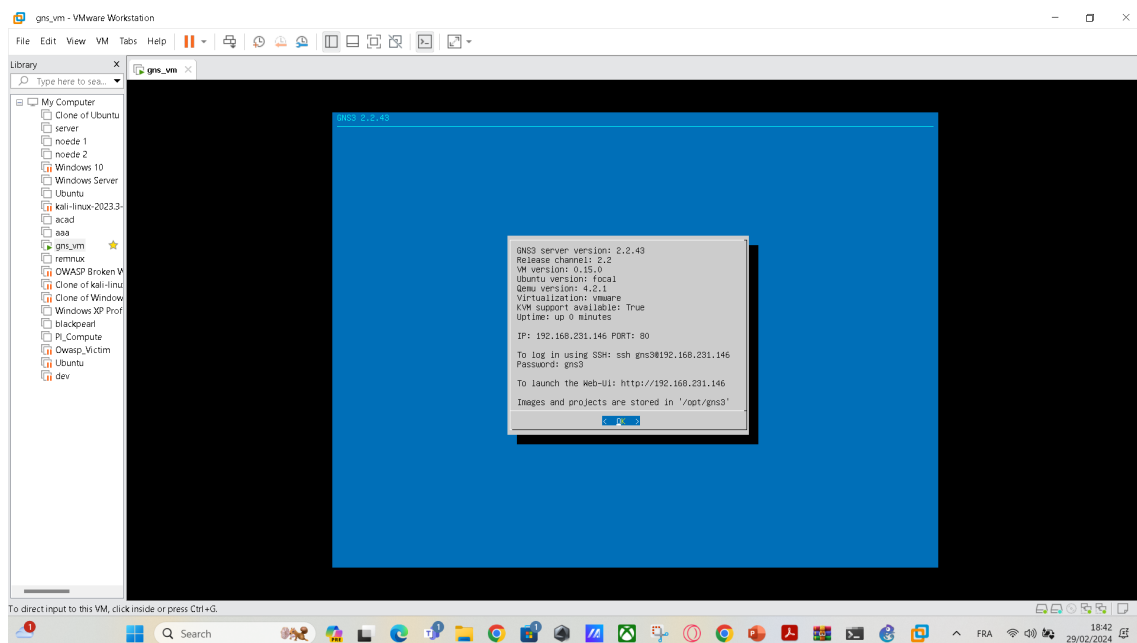 gns_vm - VMware Workstation
File Edit View VM Tabs Help
Library X
Type here to sea...
gns_vm
My Computer
Clone of Ubuntu
server
noede 1
noede 2
Windows 10
Windows Server
Ubuntu
kali-linux-2023.3-
acad
aaa
gns_vm
remnux
OWASP Broken W
Clone of kali-linu
Clone of Window
Windows XP Prof
blackpearl
PI_Compute
Owasp_Victim
Ubuntu
dev
GNS3 2.2.43
GNS3 server version: 2.2.43
Release channel: 2.2
VM version: 0.15.0
Ubuntu version: focal
Qemu version: 4.2.1
Virtualization: vmware
KVM support available: True
Uptime: up 0 minutes
IP: 192.168.231.146 PORT: 80
To log in using SSH: ssh gns3@192.168.231.146
Password: gns3
To launch the Web-Ui: http://192.168.231.146
Images and projects are stored in '/opt/gns3'
< OK >
To direct input to this VM, click inside or press Ctrl+G.
1
Search
PRE
FRA
18:42
29/02/2024